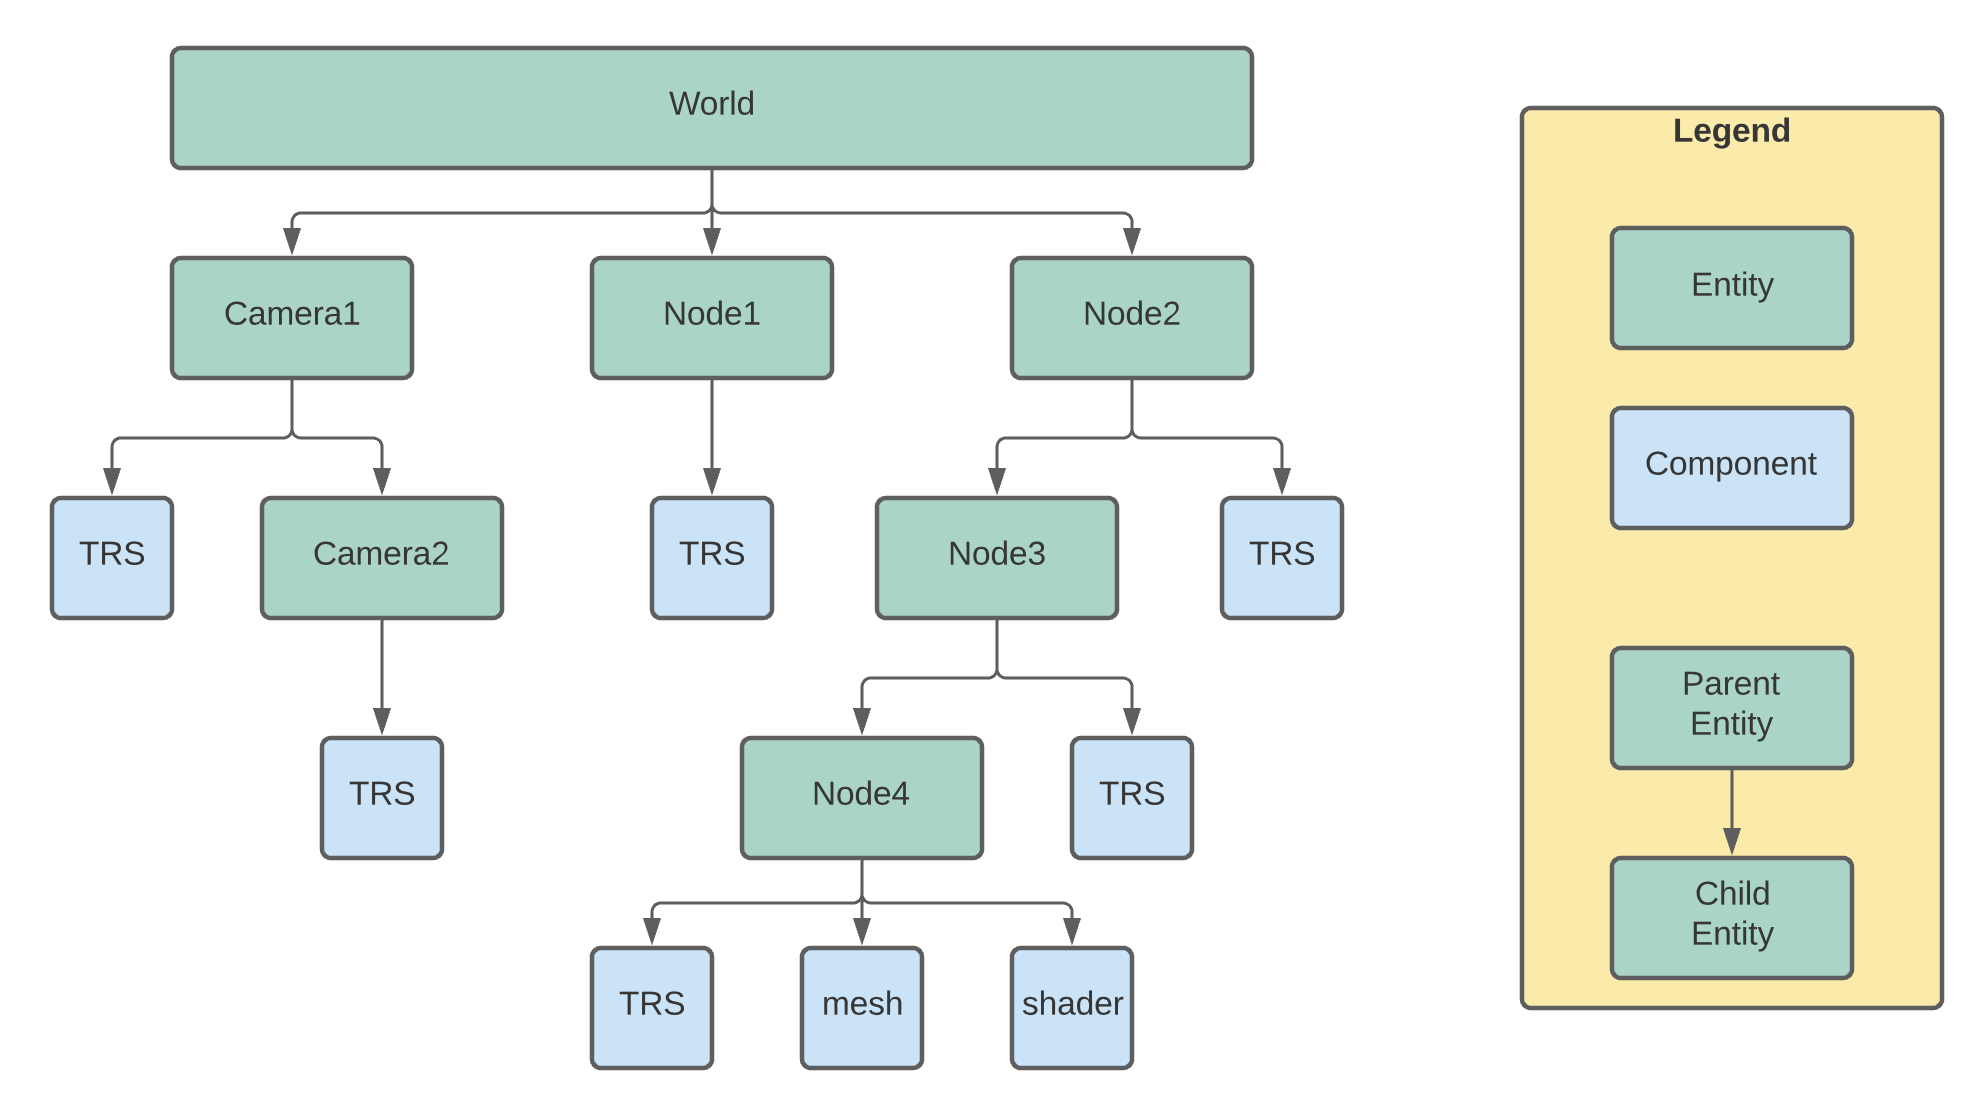 World
Legend
Entity
Camera1
Node1
Node2
Component
TRS
Camera2
TRS
Node3
TRS
Parent
Entity
TRS
Node4
TRS
Child
Entity
TRS
mesh
shader